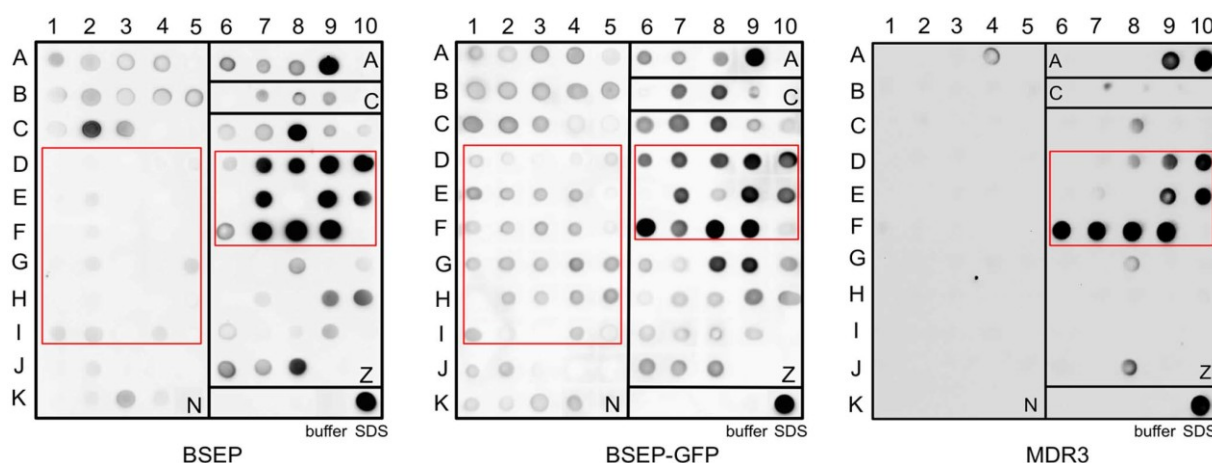 1 2 3 4 5 6 7 8 9 10 1 2 3 4 5 6 7 8 9 10 1 2 3 4 5 6 7 8 9 10
A A A A A A
B C B C B C
C C C
D D D
E E E
F F F
G G G
H H H
I I I
J Z J Z J Z
K N K N K N
buffer SDS buffer SDS buffer SDS
BSEP BSEP-GFP MDR3